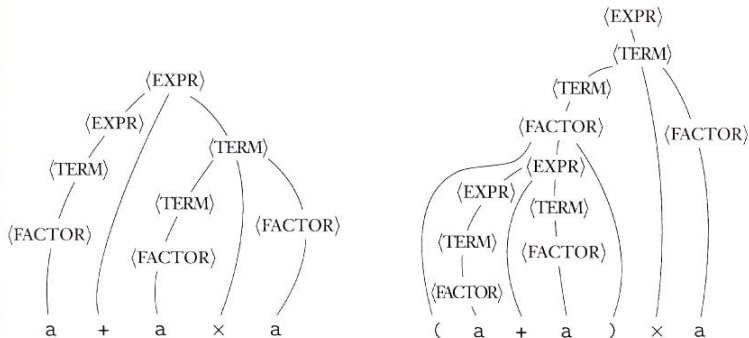 ⟨EXPR⟩
⟨EXPR⟩
⟨TERM⟩
⟨TERM⟩
⟨FACTOR⟩
⟨TERM⟩
⟨FACTOR⟩
⟨FACTOR⟩
a + a × a
⟨EXPR⟩
⟨TERM⟩
⟨TERM⟩
⟨FACTOR⟩ ⟨FACTOR⟩
⟨EXPR⟩
⟨EXPR⟩
⟨TERM⟩
⟨TERM⟩
⟨FACTOR⟩
⟨FACTOR⟩
( a + a ) × a